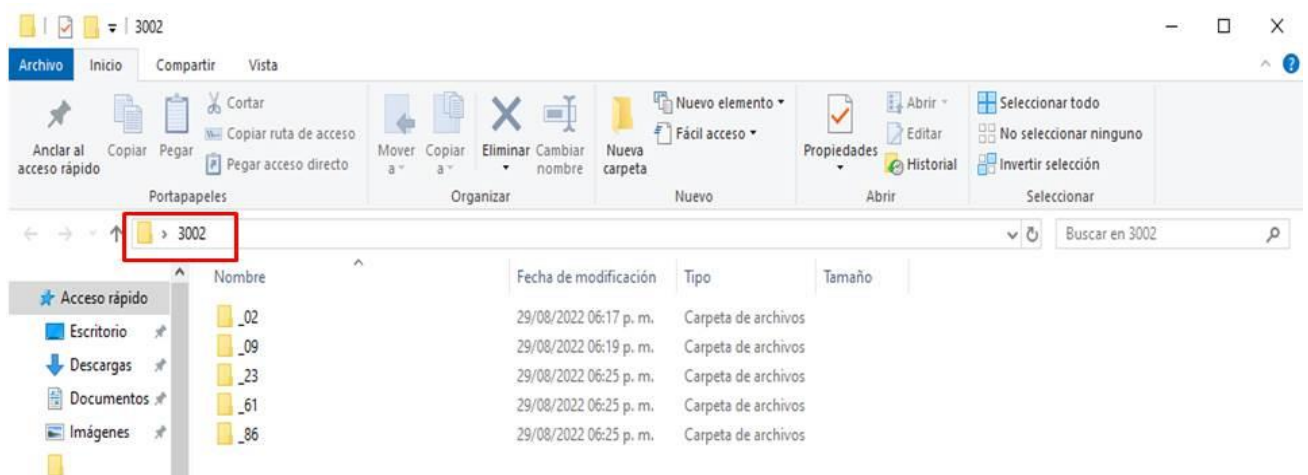 3002
Archivo Inicio Compartir Vista
Anclar al acceso rápido
Copiar
Pegar
Cortar
Copiar ruta de acceso
Pegar acceso directo
Portapapeles
Mover a
Copiar a
Eliminar
Cambiar nombre
Organizar
Nueva carpeta
Nuevo elemento
Fácil acceso
Nuevo
Propiedades
Abrir
Editar
Historial
Abrir
Seleccionar todo
No seleccionar ninguno
Invertir selección
Seleccionar
› 3002
Buscar en 3002
Nombre Fecha de modificación Tipo Tamaño
Acceso rápido
Escritorio
Descargas
Documentos
Imágenes
_02 29/08/2022 06:17 p. m. Carpeta de archivos
_09 29/08/2022 06:19 p. m. Carpeta de archivos
_23 29/08/2022 06:25 p. m. Carpeta de archivos
_61 29/08/2022 06:25 p. m. Carpeta de archivos
_86 29/08/2022 06:25 p. m. Carpeta de archivos